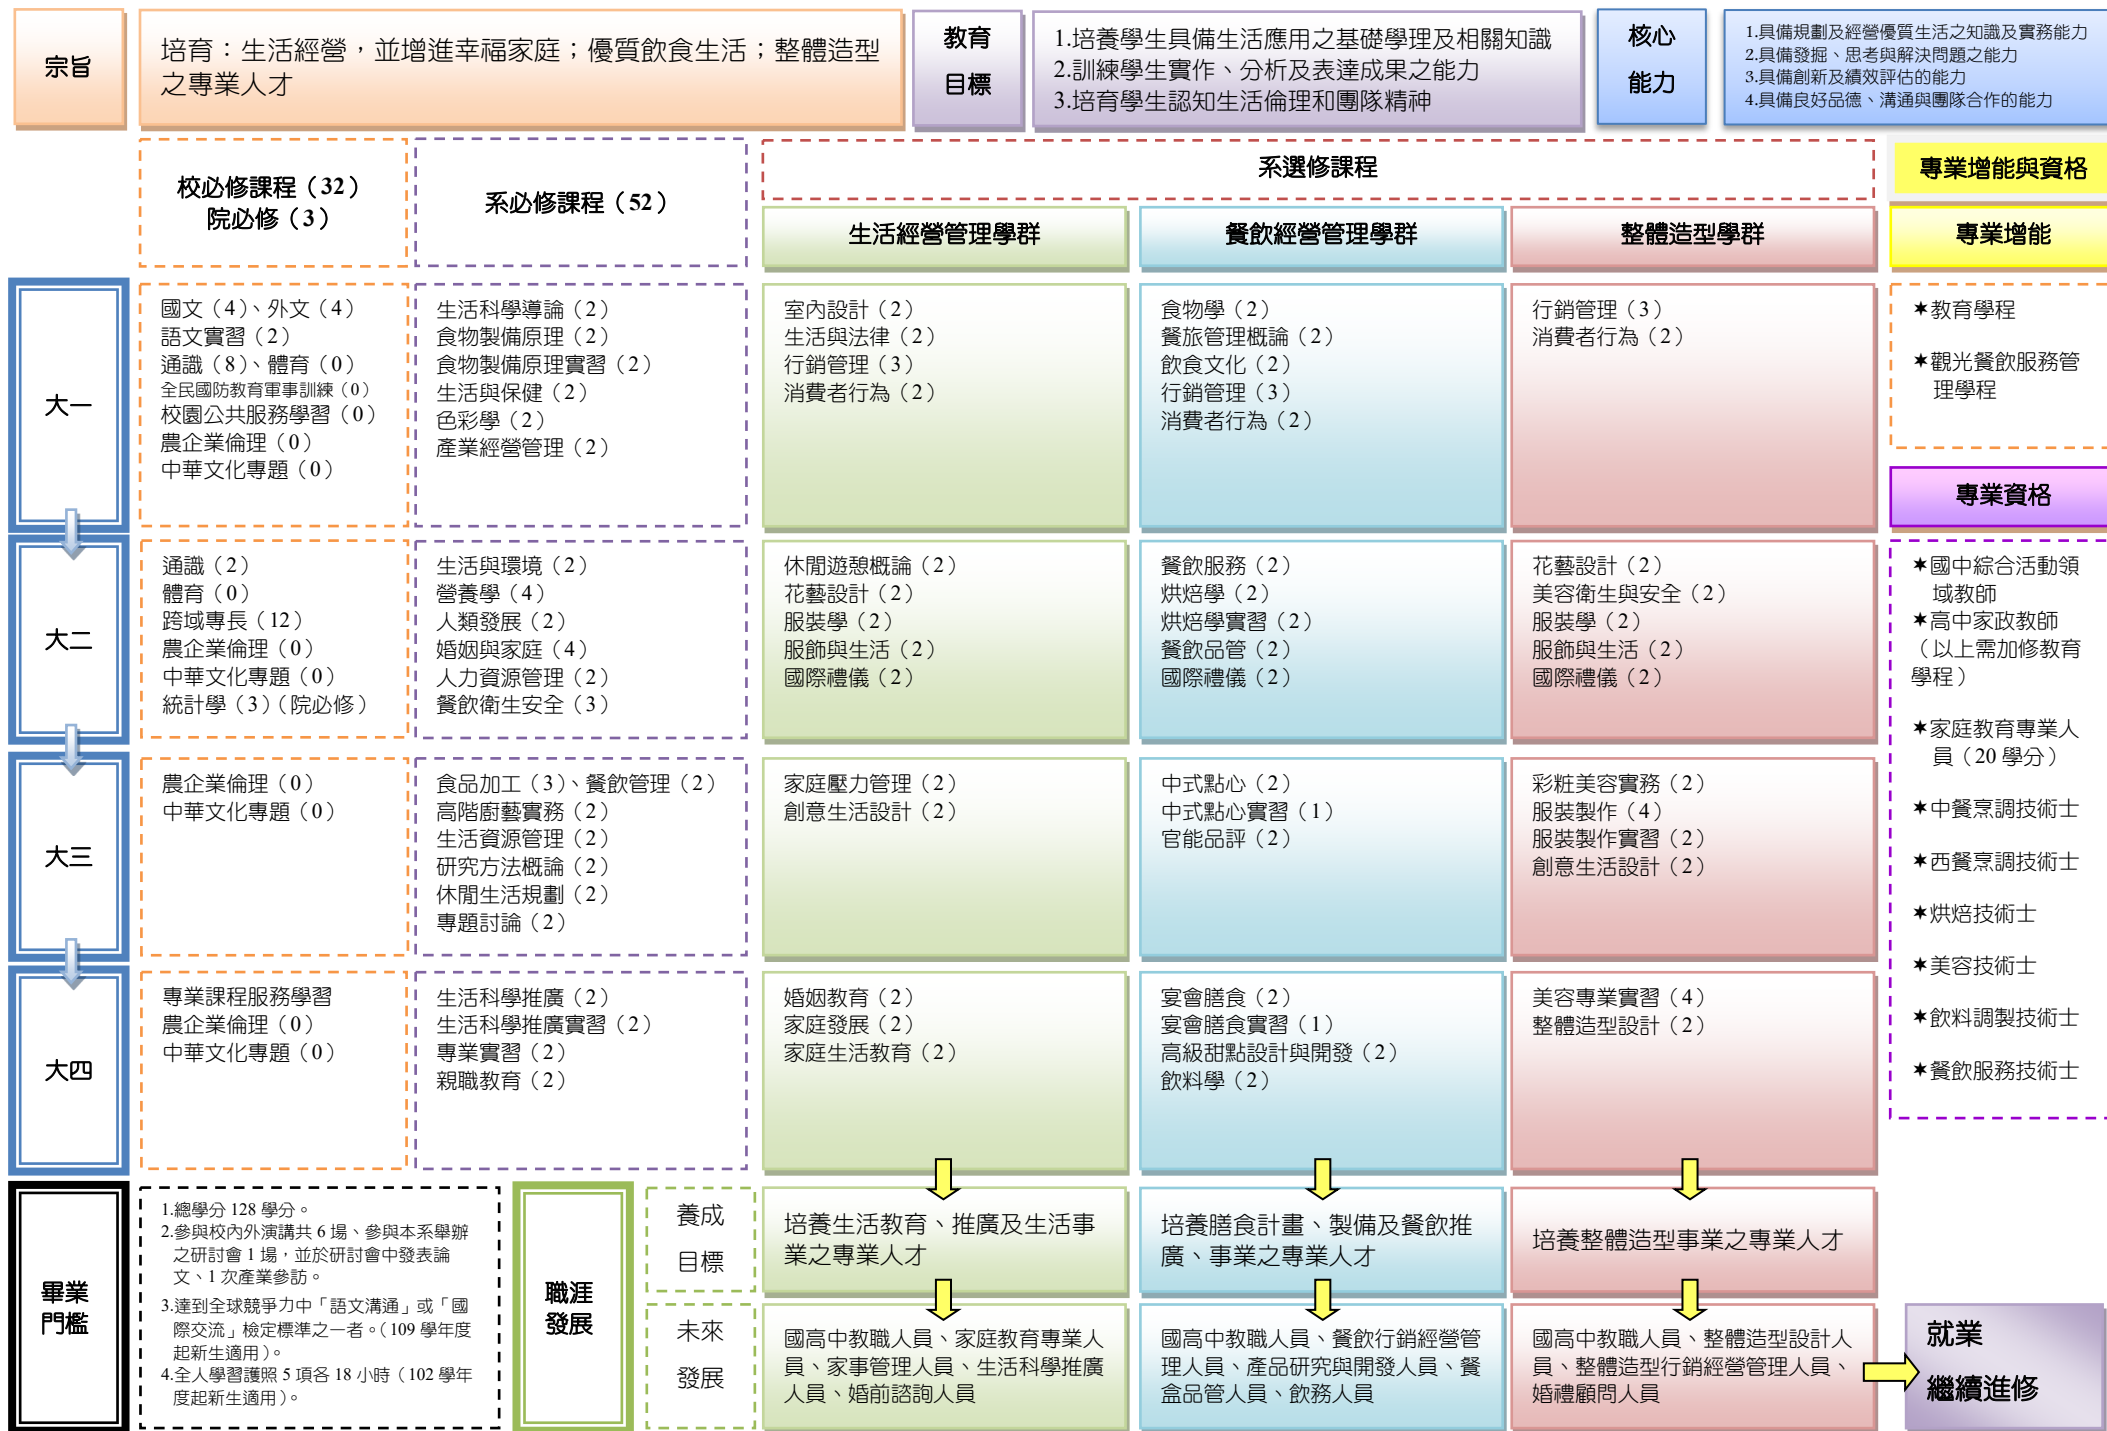 宗旨
培育：生活經營，並增進幸福家庭；優質飲食生活；整體造型
之專業人才
教育
目標
1.培養學生具備生活應用之基礎學理及相關知識
2.訓練學生實作、分析及表達成果之能力
3.培育學生認知生活倫理和團隊精神
核心
能力
1.具備規劃及經營優質生活之知識及實務能力
2.具備發掘、思考與解決問題之能力
3.具備創新及績效評估的能力
4.具備良好品德、溝通與團隊合作的能力
校必修課程（32）
院必修（3）
系必修課程（52）
系選修課程
生活經營管理學群
餐飲經營管理學群
整體造型學群
專業增能與資格
專業增能
大一
國文（4）、外文（4）
語文實習（2）
通識（8）、體育（0）
全民國防教育軍事訓練（0）
校園公共服務學習（0）
農企業倫理（0）
中華文化專題（0）
生活科學導論（2）
食物製備原理（2）
食物製備原理實習（2）
生活與保健（2）
色彩學（2）
產業經營管理（2）
室內設計（2）
生活與法律（2）
行銷管理（3）
消費者行為（2）
食物學（2）
餐旅管理概論（2）
飲食文化（2）
行銷管理（3）
消費者行為（2）
行銷管理（3）
消費者行為（2）
★教育學程
★觀光餐飲服務管
理學程
專業資格
大二
通識（2）
體育（0）
跨域專長（12）
農企業倫理（0）
中華文化專題（0）
統計學（3）（院必修）
生活與環境（2）
營養學（4）
人類發展（2）
婚姻與家庭（4）
人力資源管理（2）
餐飲衛生安全（3）
休閒遊憩概論（2）
花藝設計（2）
服裝學（2）
服飾與生活（2）
國際禮儀（2）
餐飲服務（2）
烘焙學（2）
烘焙學實習（2）
餐飲品管（2）
國際禮儀（2）
花藝設計（2）
美容衛生與安全（2）
服裝學（2）
服飾與生活（2）
國際禮儀（2）
★國中綜合活動領
域教師
★高中家政教師
（以上需加修教育
學程）
★家庭教育專業人
員（20 學分）
★中餐烹調技術士
★西餐烹調技術士
★烘焙技術士
★美容技術士
★飲料調製技術士
★餐飲服務技術士
大三
農企業倫理（0）
中華文化專題（0）
食品加工（3）、餐飲管理（2）
高階廚藝實務（2）
生活資源管理（2）
研究方法概論（2）
休閒生活規劃（2）
專題討論（2）
家庭壓力管理（2）
創意生活設計（2）
中式點心（2）
中式點心實習（1）
官能品評（2）
彩粧美容實務（2）
服裝製作（4）
服裝製作實習（2）
創意生活設計（2）
大四
專業課程服務學習
農企業倫理（0）
中華文化專題（0）
生活科學推廣（2）
生活科學推廣實習（2）
專業實習（2）
親職教育（2）
婚姻教育（2）
家庭發展（2）
家庭生活教育（2）
宴會膳食（2）
宴會膳食實習（1）
高級甜點設計與開發（2）
飲料學（2）
美容專業實習（4）
整體造型設計（2）
畢業
門檻
1.總學分 128 學分。
2.參與校內外演講共 6 場、參與本系舉辦
之研討會 1 場，並於研討會中發表論
文、1 次產業參訪。
3.達到全球競爭力中「語文溝通」或「國
際交流」檢定標準之一者。（109 學年度
起新生適用）。
4.全人學習護照 5 項各 18 小時（102 學年
度起新生適用）。
職涯
發展
養成
目標
培養生活教育、推廣及生活事
業之專業人才
培養膳食計畫、製備及餐飲推
廣、事業之專業人才
培養整體造型事業之專業人才
未來
發展
國高中教職人員、家庭教育專業人
員、家事管理人員、生活科學推廣
人員、婚前諮詢人員
國高中教職人員、餐飲行銷經營管
理人員、產品研究與開發人員、餐
盒品管人員、飲務人員
國高中教職人員、整體造型設計人
員、整體造型行銷經營管理人員、
婚禮顧問人員
就業
繼續進修